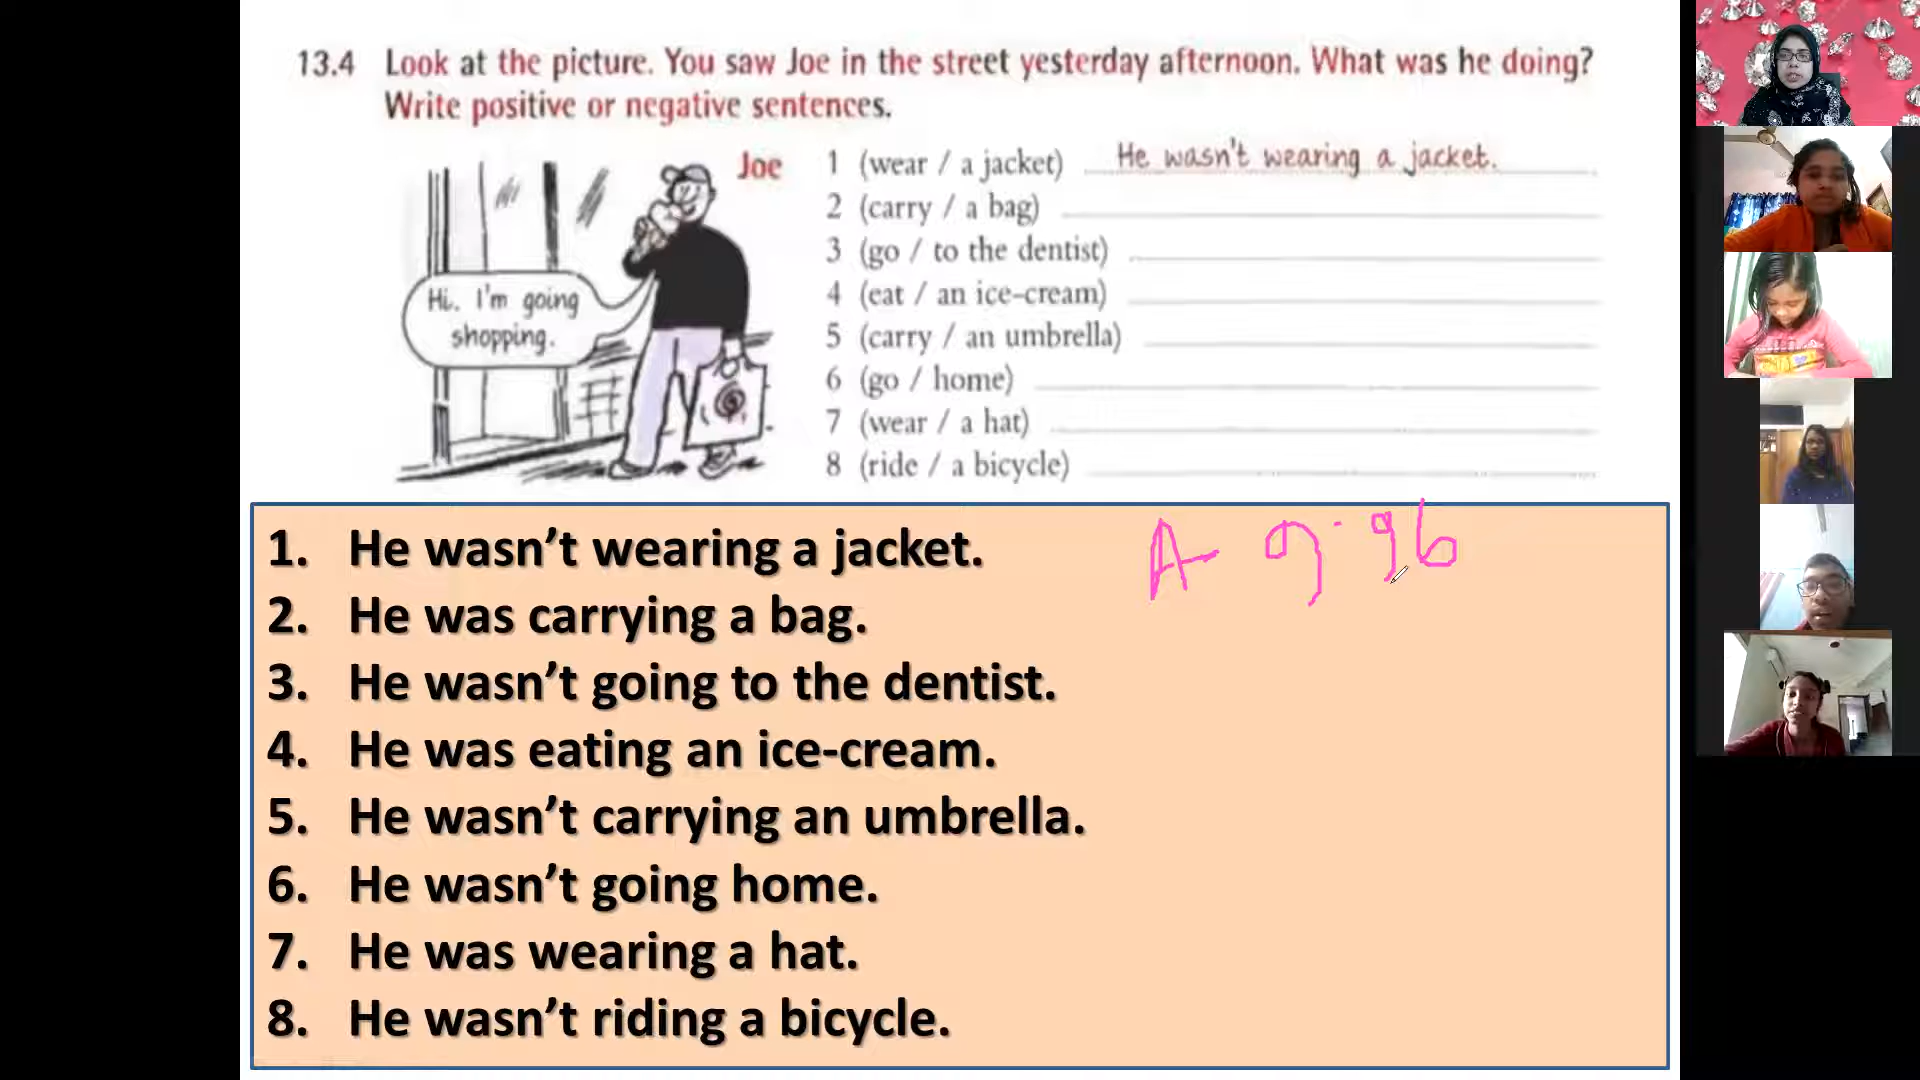 13.4 Look at the picture. You saw Joe in the street yesterday afternoon. What was he doing?
Write positive or negative sentences.
Joe
Hi. I'm going
shopping.
1 (wear / a jacket) He wasn't wearing a jacket.
2 (carry / a bag)
3 (go / to the dentist)
4 (eat / an ice-cream)
5 (carry / an umbrella)
6 (go / home)
7 (wear / a hat)
8 (ride / a bicycle)
1. He wasn’t wearing a jacket.
2. He was carrying a bag.
3. He wasn’t going to the dentist.
4. He was eating an ice-cream.
5. He wasn’t carrying an umbrella.
6. He wasn’t going home.
7. He was wearing a hat.
8. He wasn’t riding a bicycle.
A 9.96